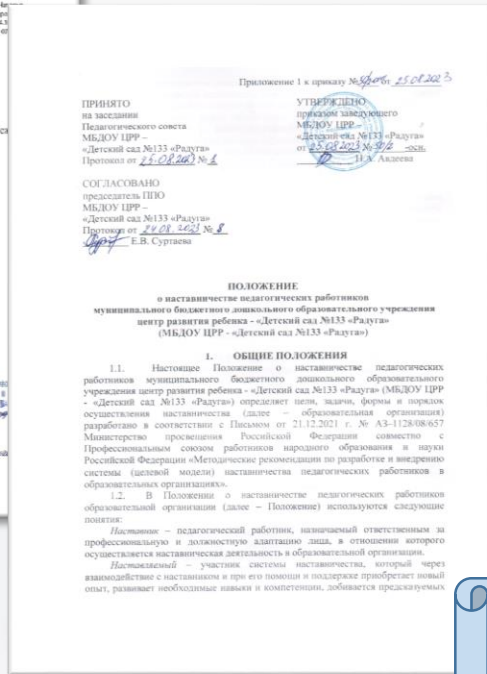 Приложение 1 к приказу № от 25.08.2023
ПРИНЯТО
на заседании
Педагогического совета
МБДОУ ЦРР –
«Детский сад №133 «Радуга»
Протокол от 25.08.2023 № 1
УТВЕРЖДЕНО
приказом заведующего
МБДОУ ЦРР –
«Детский сад №133 «Радуга»
от 25.08.2023 № -осн.
Н.А. Авдеева
СОГЛАСОВАНО
председатель ППО
МБДОУ ЦРР –
«Детский сад №133 «Радуга»
Протокол от 24.08.2023 № 8
Е.В. Суртаева
ПОЛОЖЕНИЕ
о наставничестве педагогических работников
муниципального бюджетного дошкольного образовательного учреждения
центр развития ребенка - «Детский сад №133 «Радуга»
(МБДОУ ЦРР - «Детский сад №133 «Радуга»)
1. ОБЩИЕ ПОЛОЖЕНИЯ
1.1. Настоящее Положение о наставничестве педагогических
работников муниципального бюджетного дошкольного образовательного
учреждения центр развития ребенка - «Детский сад №133 «Радуга» (МБДОУ ЦРР
- «Детский сад №133 «Радуга») определяет цели, задачи, формы и порядок
осуществления наставничества (далее – образовательная организация)
разработано в соответствии с Письмом от 21.12.2021 г. № АЗ–1128/08/657
Министерство просвещения Российской Федерации совместно с
Профессиональным союзом работников народного образования и науки
Российской Федерации «Методические рекомендации по разработке и внедрению
системы (целевой модели) наставничества педагогических работников в
образовательных организациях».
1.2. В Положении о наставничестве педагогических работников
образовательной организации (далее – Положение) используются следующие
понятия:
Наставник – педагогический работник, назначаемый ответственным за
профессиональную и должностную адаптацию лица, в отношении которого
осуществляется наставническая деятельность в образовательной организации.
Наставляемый – участник системы наставничества, который через
взаимодействие с наставником и при его помощи и поддержке приобретает новый
опыт, развивает необходимые навыки и компетенции, добивается предсказуемых